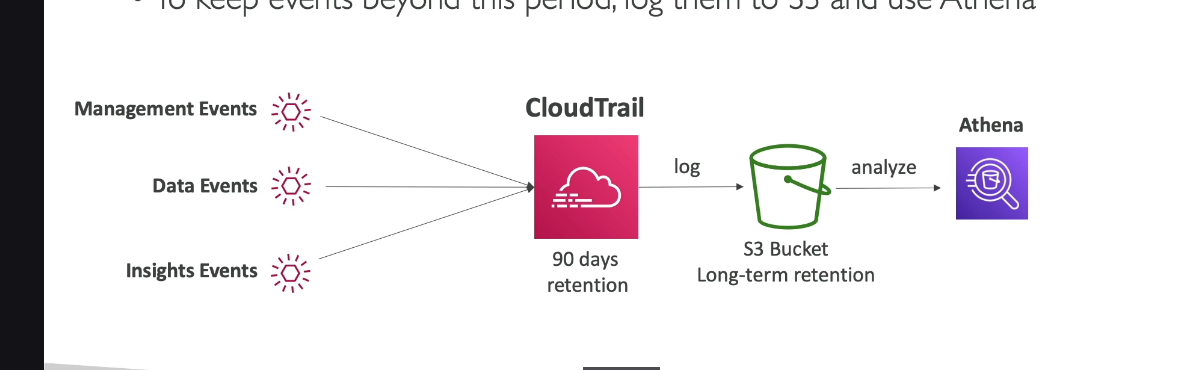 • To keep events beyond this period, log them to S3 and use Athena
CloudTrail
Management Events
Athena
log
analyze
Data Events
S3 Bucket
90 days
Insights Events
Long-term retention
retention